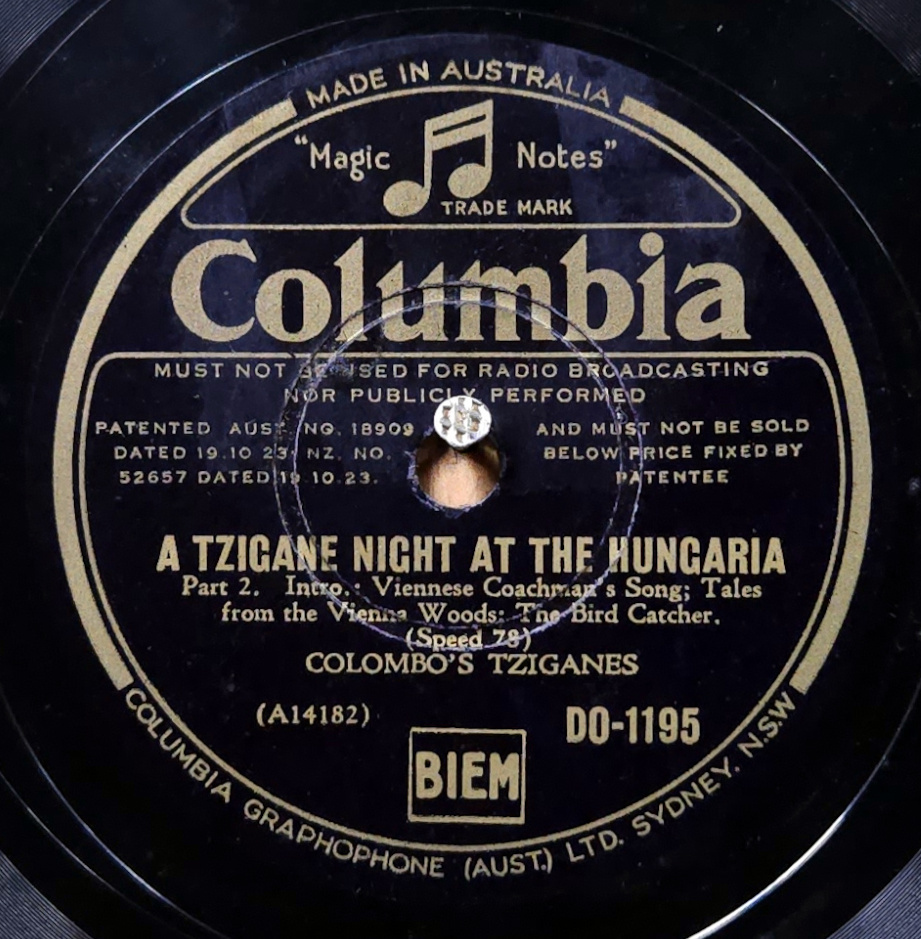 MADE IN AUSTRALIA
"Magic Notes"
TRADE MARK
Columbia
MUST NOT BE USED FOR RADIO BROADCASTING
NOR PUBLICLY PERFORMED
PATENTED AUST. NO. 18909
DATED 19.10 23. NZ. NO.
52657 DATED 19.10.23.
AND MUST NOT BE SOLD
BELOW PRICE FIXED BY
PATENTEE
A TZIGANE NIGHT AT THE HUNGARIA
Part 2. Intro.: Viennese Coachman's Song; Tales
from the Vienna Woods; The Bird Catcher.
(Speed 78)
COLOMBO'S TZIGANES
(A14182)
DO-1195
BIEM
COLUMBIA GRAPHOPHONE (AUST.) LTD. SYDNEY. N.S.W